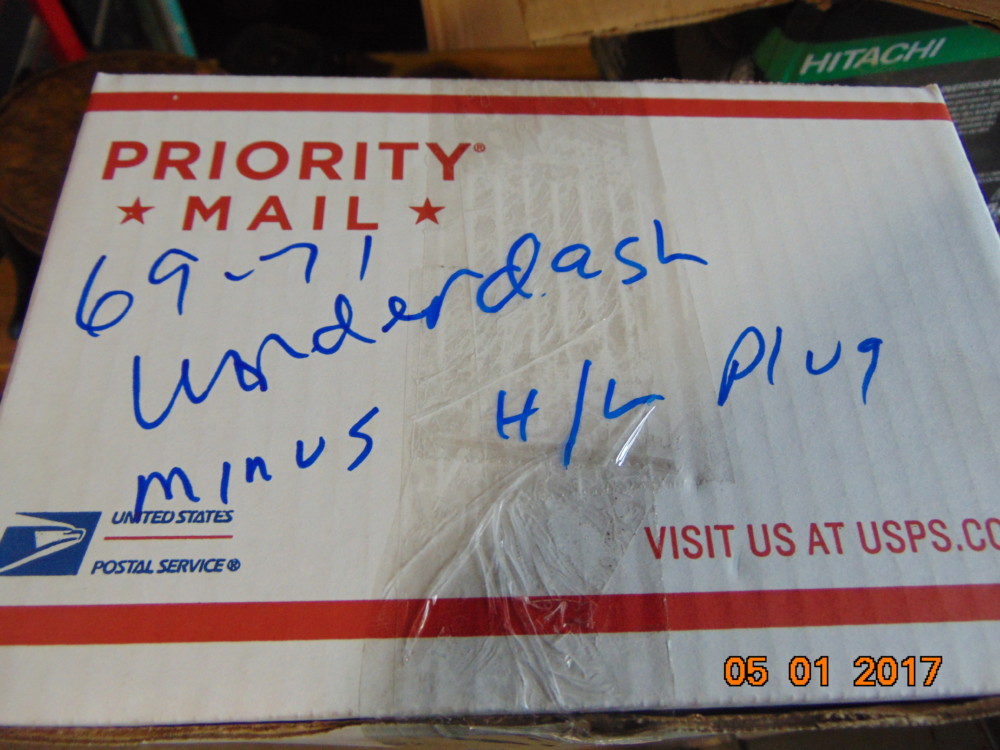 HITACHI
PRIORITY®
★ MAIL ★
69-71
Underdash
minus H/L Plug
UNITED STATES
POSTAL SERVICE®
VISIT US AT USPS.CO
05 01 2017